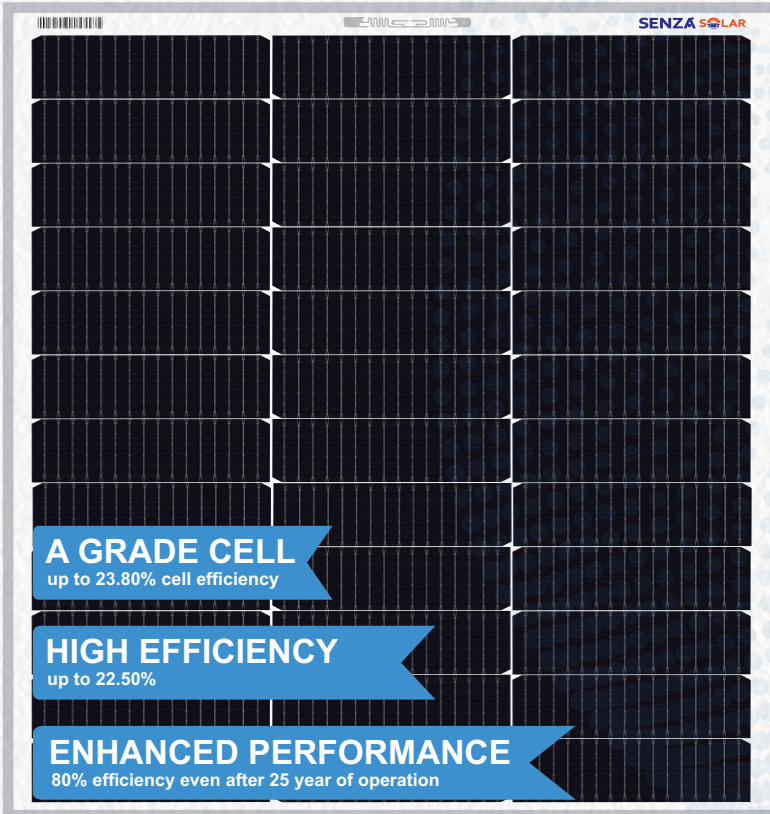 SENZA SOLAR
A GRADE CELL
up to 23.80% cell efficiency
HIGH EFFICIENCY
up to 22.50%
ENHANCED PERFORMANCE
80% efficiency even after 25 year of operation